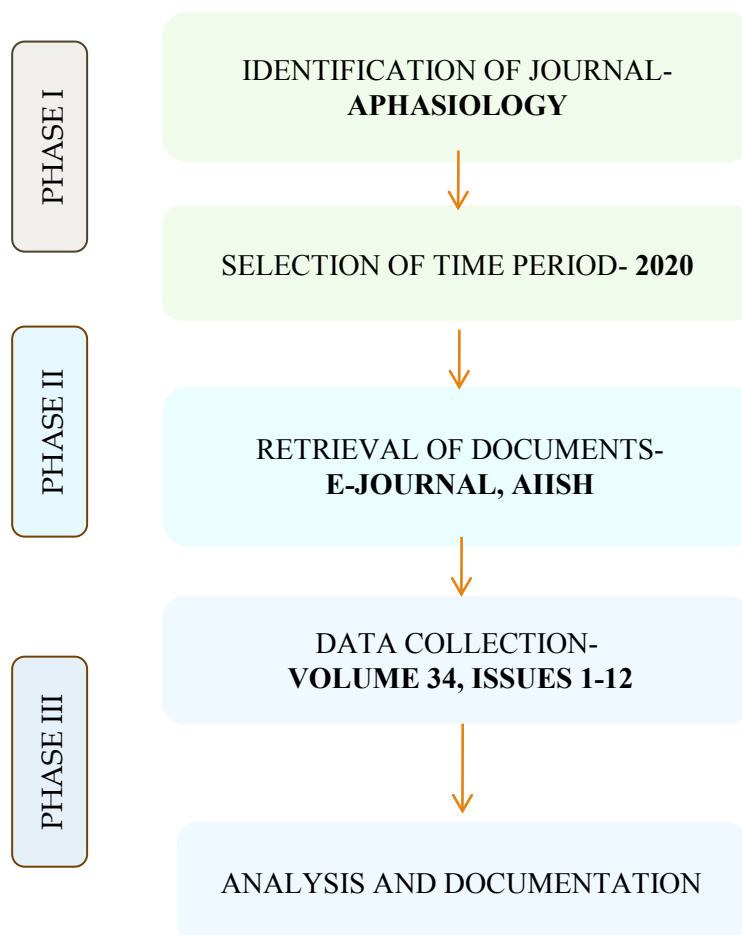 PHASE I
IDENTIFICATION OF JOURNAL-
APHASIOLOGY
SELECTION OF TIME PERIOD- 2020
PHASE II
RETRIEVAL OF DOCUMENTS-
E-JOURNAL, AIISH
PHASE III
DATA COLLECTION-
VOLUME 34, ISSUES 1-12
ANALYSIS AND DOCUMENTATION